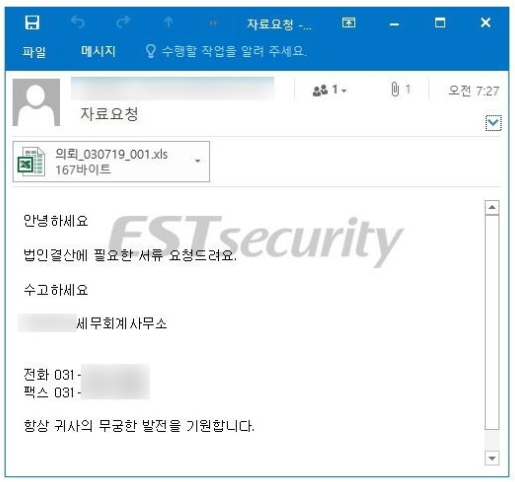 자료요청 -...
파일 메시지 수행할 작업을 알려 주세요.
1 1 오전 7:27
자료요청
의뢰_030719_001.xls
167바이트
ESTsecurity
안녕하세요
법인결산에 필요한 서류 요청드려요.
수고하세요
세무회계사무소
전화 031-
팩스 031-
항상 귀사의 무궁한 발전을 기원합니다.